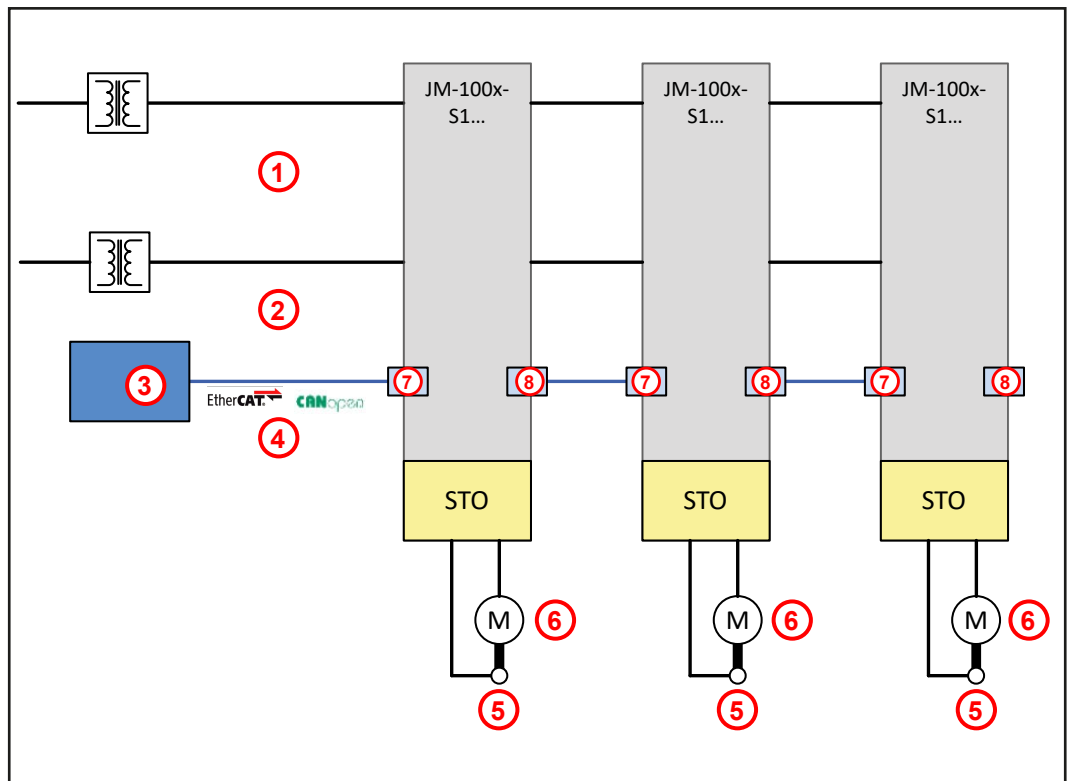 JM-100x-
S1...
JM-100x-
S1...
JM-100x-
S1...
1
2
3
EtherCAT.
CANopen
4
7
8
7
8
7
8
STO
STO
STO
M
6
M
6
M
6
5
5
5